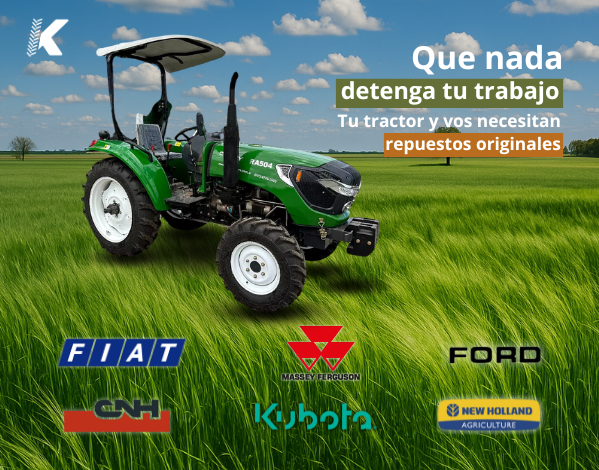 K
Que nada
detenga tu trabajo
Tu tractor y vos necesitan
repuestos originales
RA504
FIAT
MASSEY FERGUSON
FORD
CNH
Kubota
NEW HOLLAND
AGRICULTURE